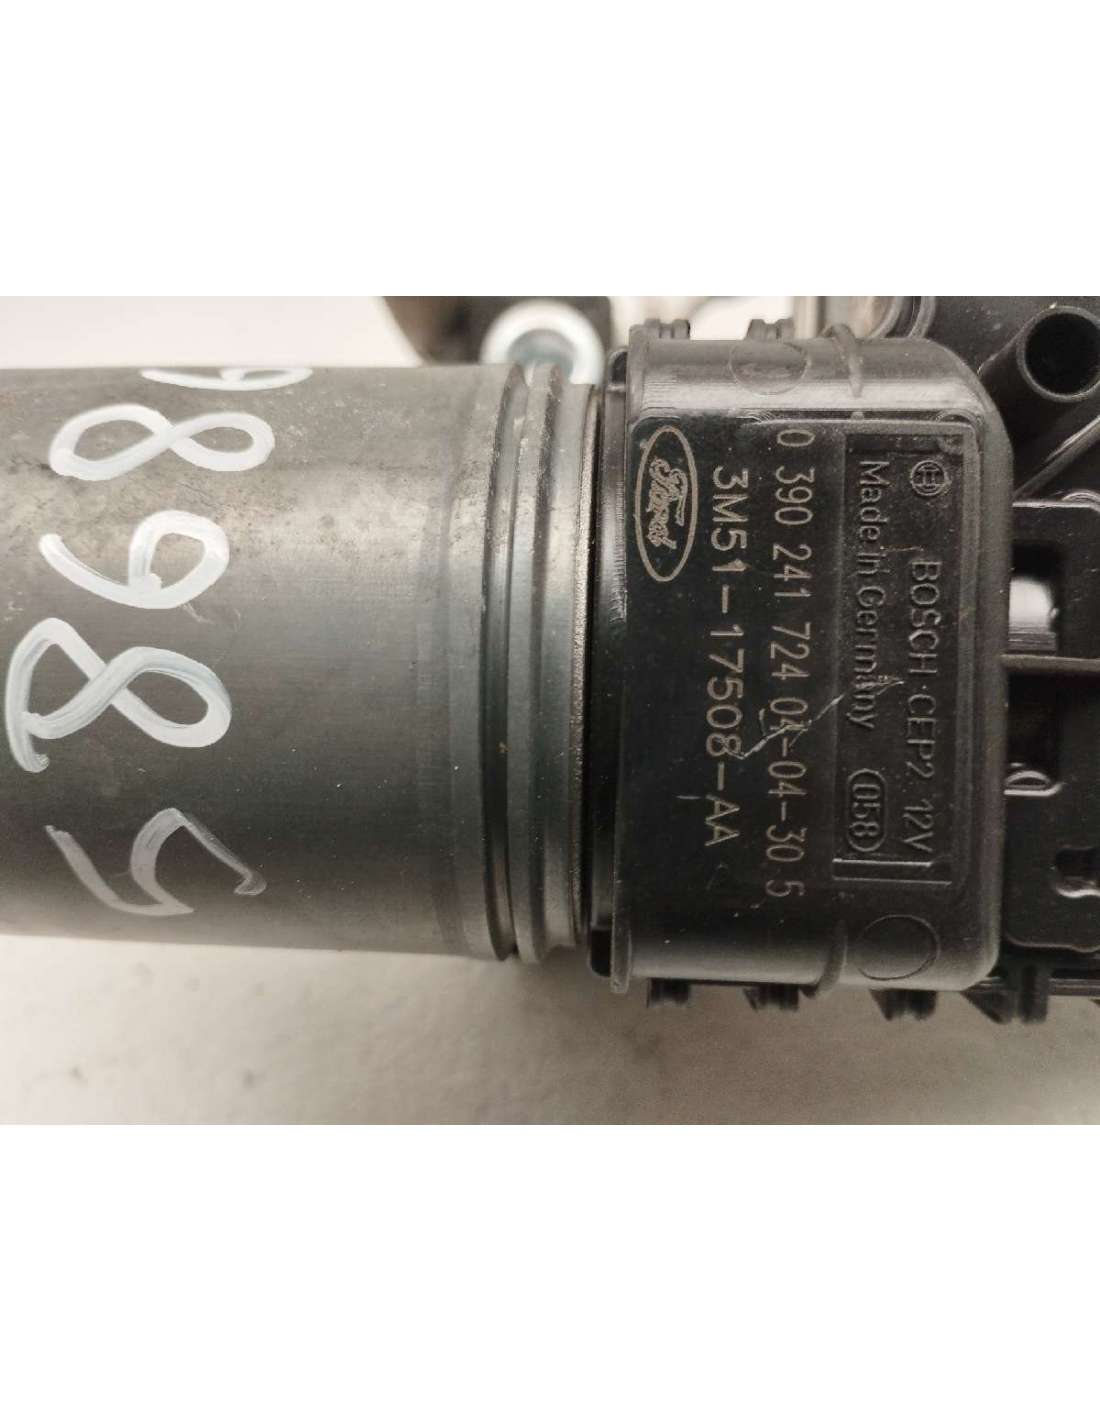 BOSCH·CEP2 12V
Made in Germany 058
0 390 241 724 04-04-30 5
3M51-17508-AA
Ford
98985